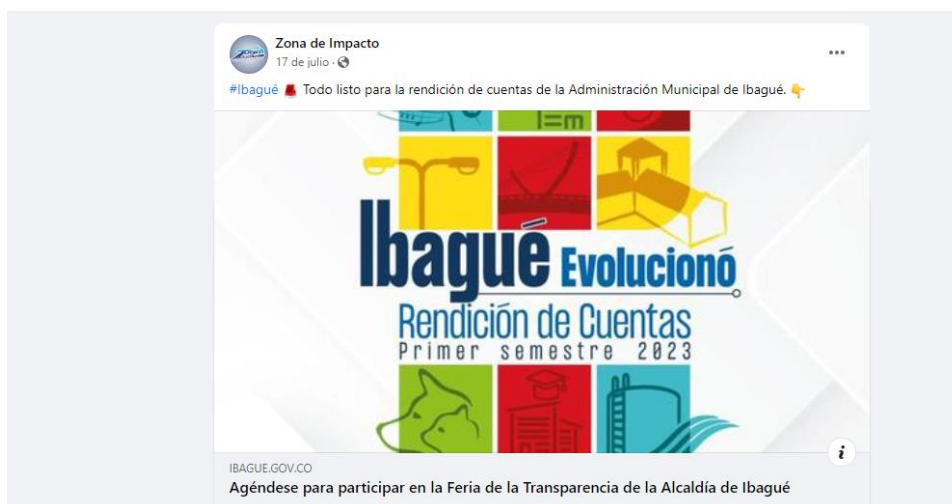 Zona de Impacto
17 de julio ·
#Ibagué Todo listo para la rendición de cuentas de la Administración Municipal de Ibagué.
Ibagué Evolucionó
Rendición de Cuentas
Primer semestre 2023
IBAGUE.GOV.CO
Agéndese para participar en la Feria de la Transparencia de la Alcaldía de Ibagué